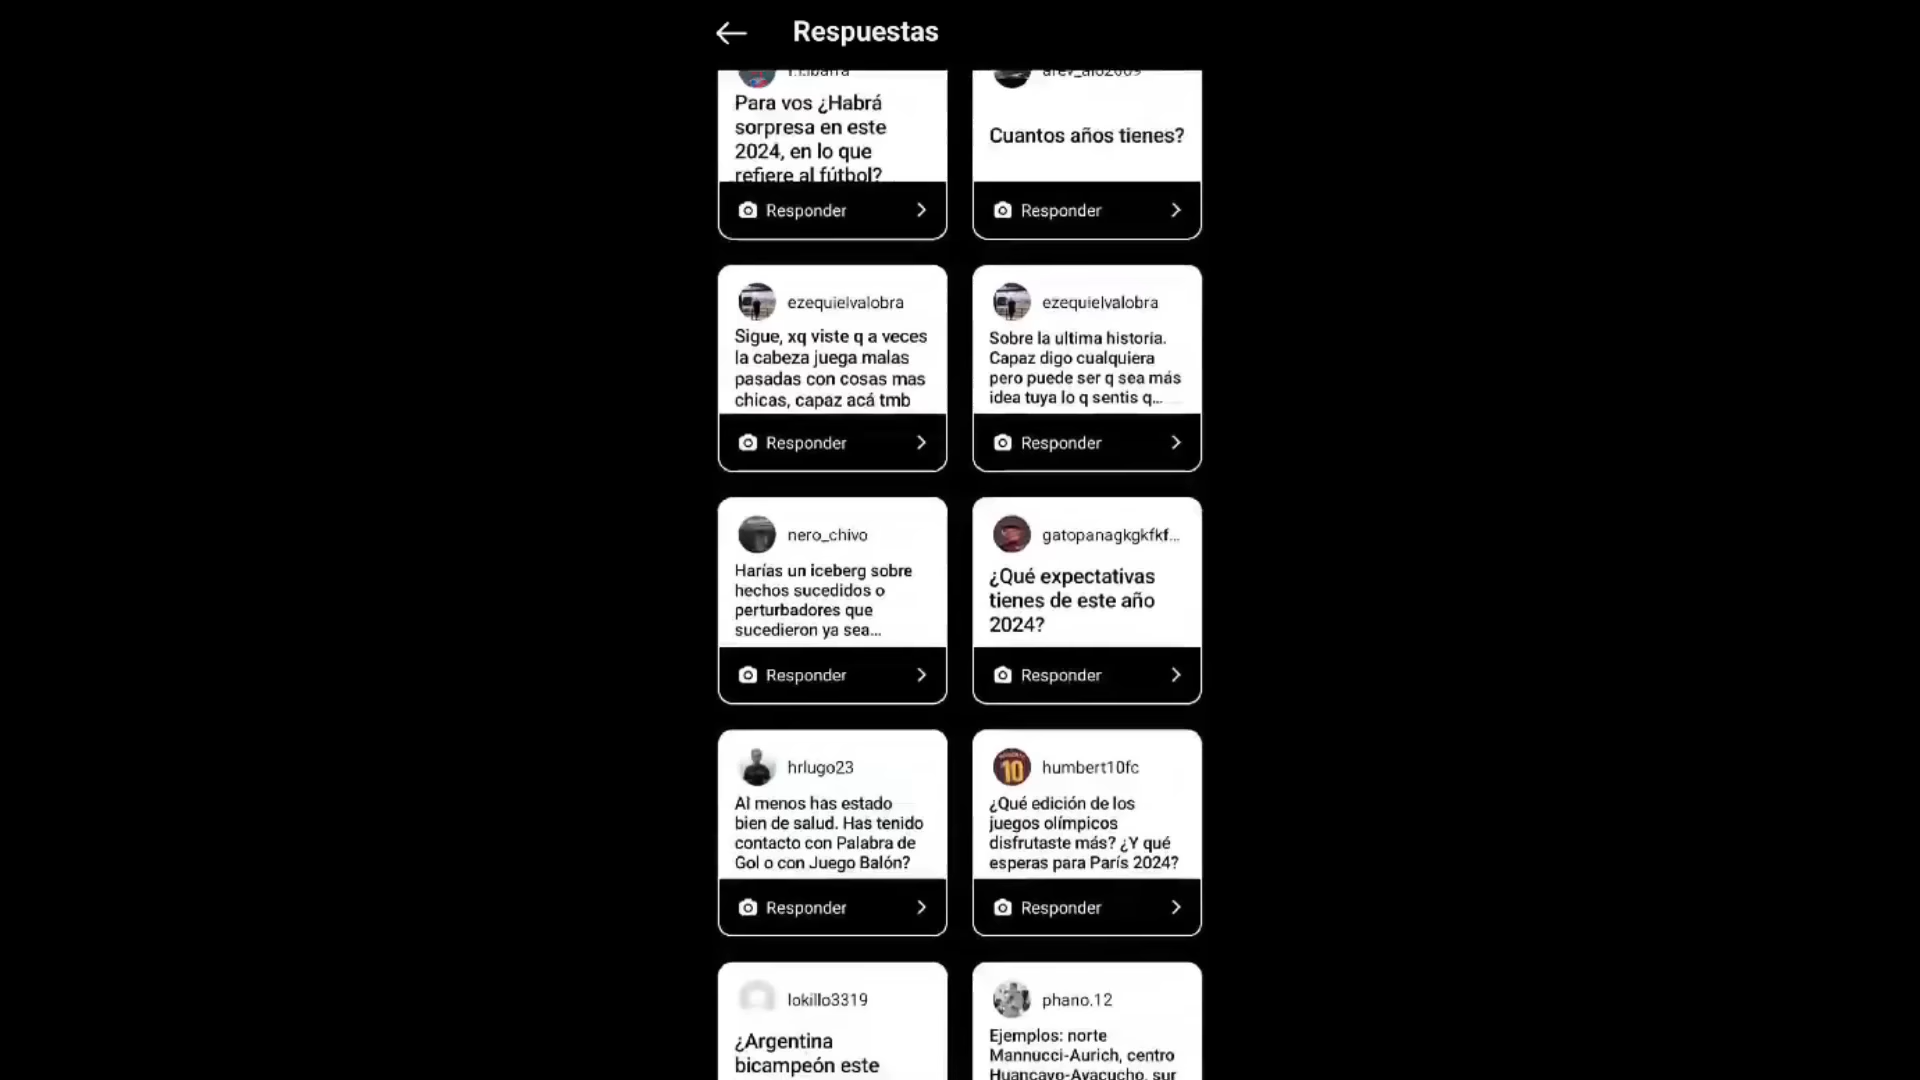 Respuestas
Para vos ¿Habrá
sorpresa en este
2024, en lo que
refiere al fútbol?
Responder
Cuantos años tienes?
Responder
ezequielvalobra
Sigue, xq viste q a veces
la cabeza juega malas
pasadas con cosas mas
chicas, capaz acá tmb
Responder
ezequielvalobra
Sobre la ultima historia.
Capaz digo cualquiera
pero puede ser q sea más
idea tuya lo q sentis q...
Responder
nero_chivo
Harías un iceberg sobre
hechos sucedidos o
perturbadores que
sucedieron ya sea...
Responder
gatopanagkgkfkf...
¿Qué expectativas
tienes de este año
2024?
Responder
hrlugo23
Al menos has estado
bien de salud. Has tenido
contacto con Palabra de
Gol o con Juego Balón?
Responder
humbert10fc
¿Qué edición de los
juegos olímpicos
disfrutaste más? ¿Y qué
esperas para París 2024?
Responder
lokillo3319
¿Argentina
bicampeón este
phano.12
Ejemplos: norte
Mannucci-Aurich, centro
Huancayo-Ayacucho, sur